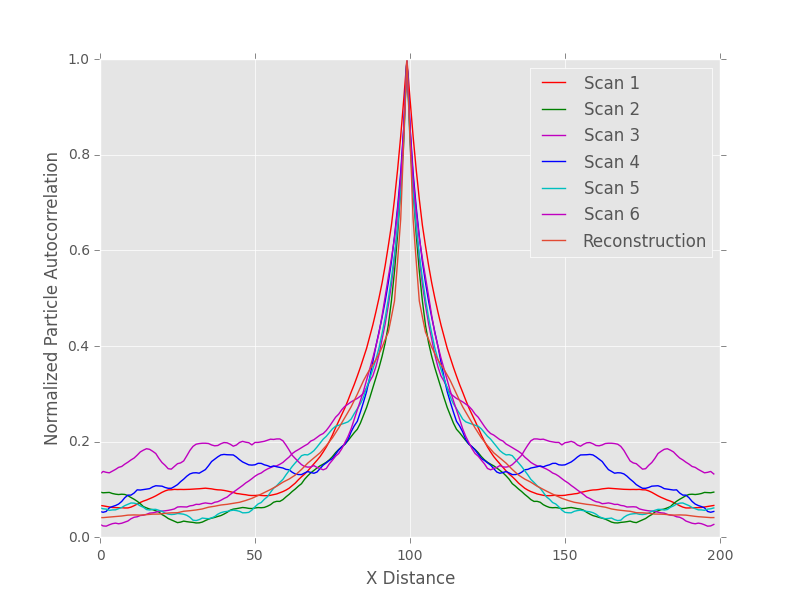 1.0
0.8
0.6
0.4
0.2
0.0
0
50
100
150
200
X Distance
Normalized Particle Autocorrelation
Scan 1
Scan 2
Scan 3
Scan 4
Scan 5
Scan 6
Reconstruction